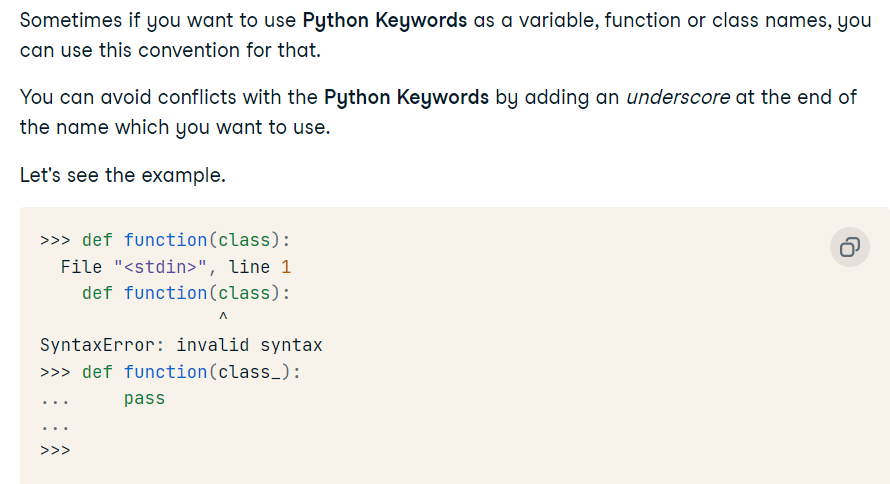 Sometimes if you want to use Python Keywords as a variable, function or class names, you
can use this convention for that.
You can avoid conflicts with the Python Keywords by adding an underscore at the end of
the name which you want to use.
Let's see the example.
>>> def function(class):
  File "<stdin>", line 1
    def function(class):
                 ^
SyntaxError: invalid syntax
>>> def function(class_):
...     pass
...
>>>